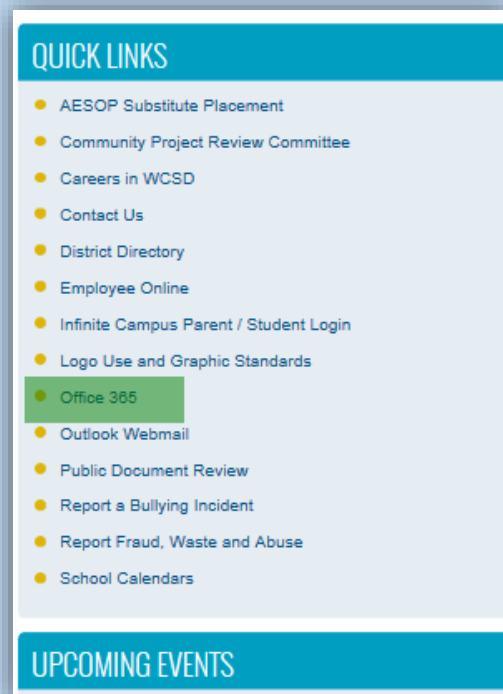 QUICK LINKS
AESOP Substitute Placement
Community Project Review Committee
Careers in WCSD
Contact Us
District Directory
Employee Online
Infinite Campus Parent / Student Login
Logo Use and Graphic Standards
Office 365
Outlook Webmail
Public Document Review
Report a Bullying Incident
Report Fraud, Waste and Abuse
School Calendars
UPCOMING EVENTS